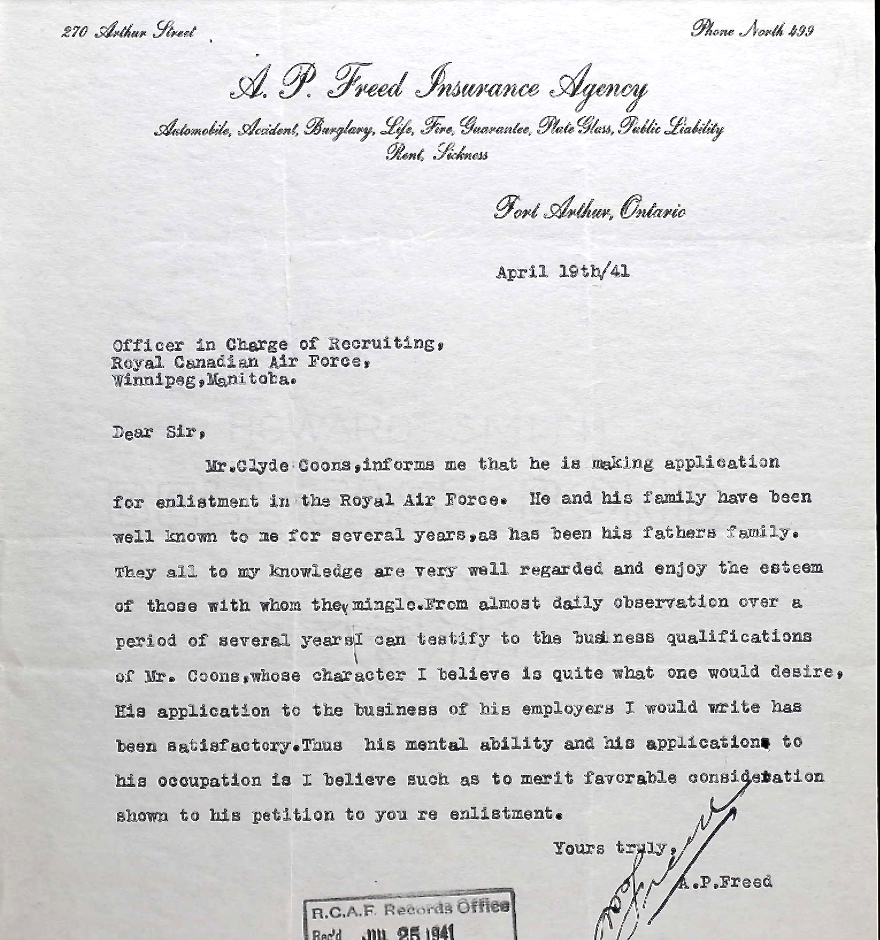 270 Arthur Street
Phone North 499
A. P. Freed Insurance Agency
Automobile, Accident, Burglary, Life, Fire, Guarantee, Plate Glass, Public Liability
Rent, Sickness
Port Arthur, Ontario
April 19th/41
Officer in Charge of Recruiting,
Royal Canadian Air Force,
Winnipeg,Manitoba.
Dear Sir,
Mr.Clyde Coons,informs me that he is making application
for enlistment in the Royal Air Force. He and his family have been
well known to me for several years,as has been his fathers family.
They all to my knowledge are very well regarded and enjoy the esteem
of those with whom they mingle.From almost daily observation over a
period of several years I can testify to the business qualifications
of Mr. Coons,whose character I believe is quite what one would desire,
His application to the business of his employers I would write has
been satisfactory.Thus his mental ability and his application to
his occupation is I believe such as to merit favorable consideration
shown to his petition to you re enlistment.
Yours truly,
Freed
A.P.Freed
R.C.A.F. Records Office
Rec'd JUL 25 1941